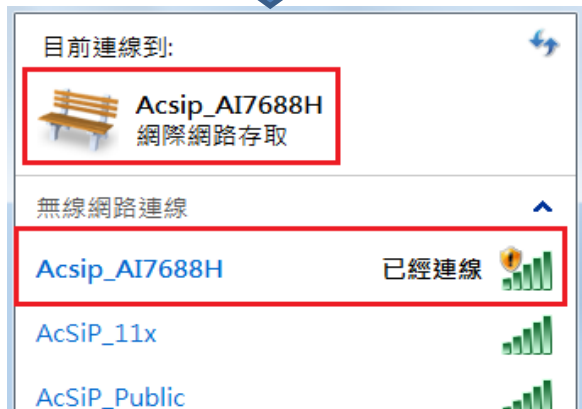 目前連線到:
Acsip_AI7688H
網際網路存取
無線網路連線
Acsip_AI7688H 已經連線
AcSiP_11x
AcSiP_Public